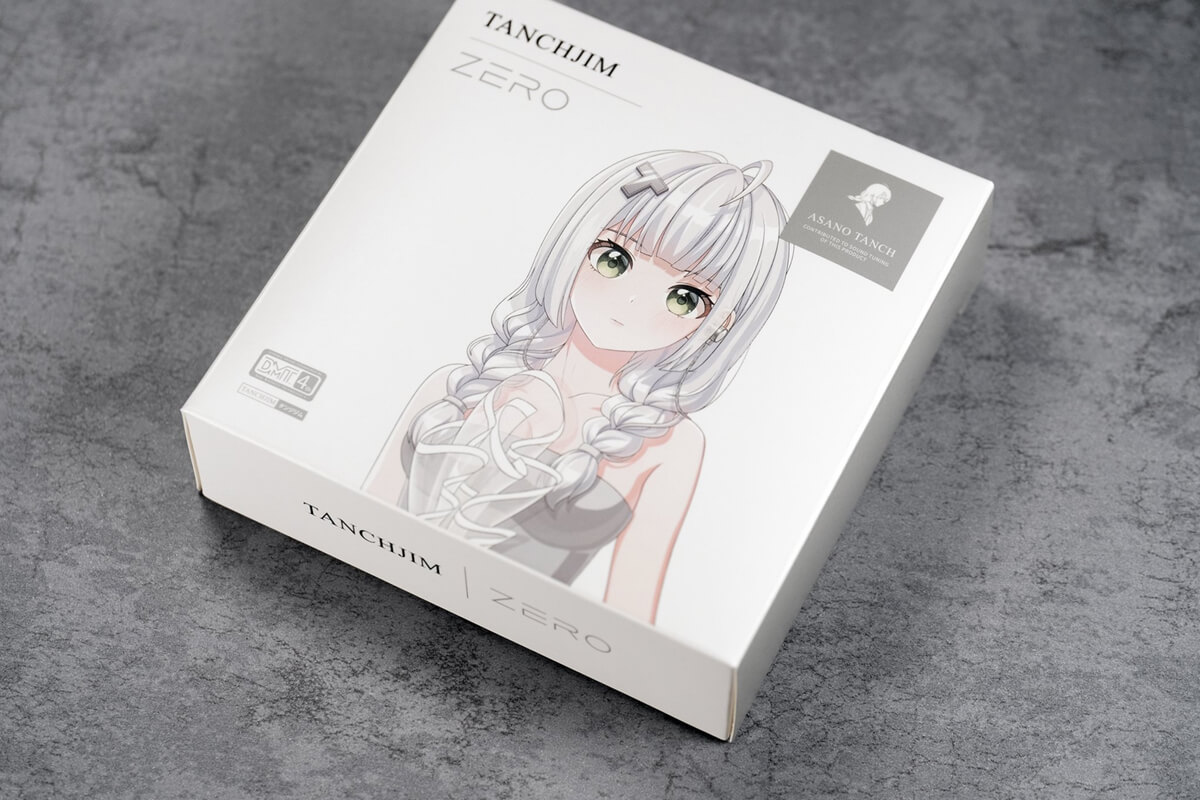 TANCHJIM
ZERO
ASANO TANCH
CONTRIBUTED TO SOUND TUNING
OF THIS PRODUCT
DMT 4
TANCHJIM
TANCHJIM | ZERO